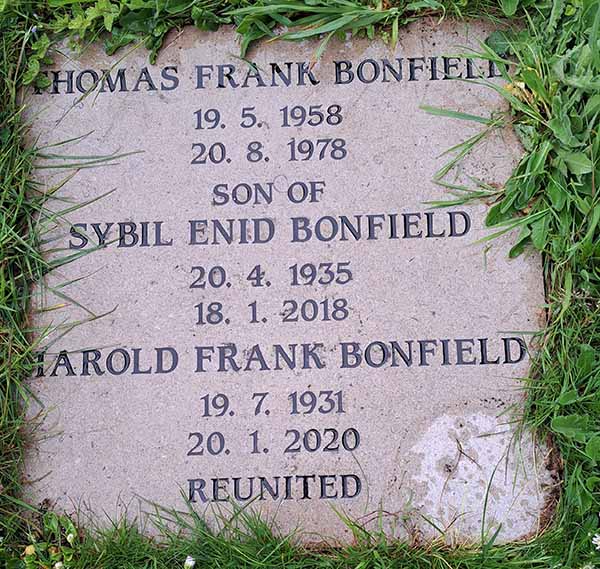 THOMAS FRANK BONFIELD
19. 5. 1958
20. 8. 1978
SON OF
SYBIL ENID BONFIELD
20. 4. 1935
18. 1. 2018
HAROLD FRANK BONFIELD
19. 7. 1931
20. 1. 2020
REUNITED